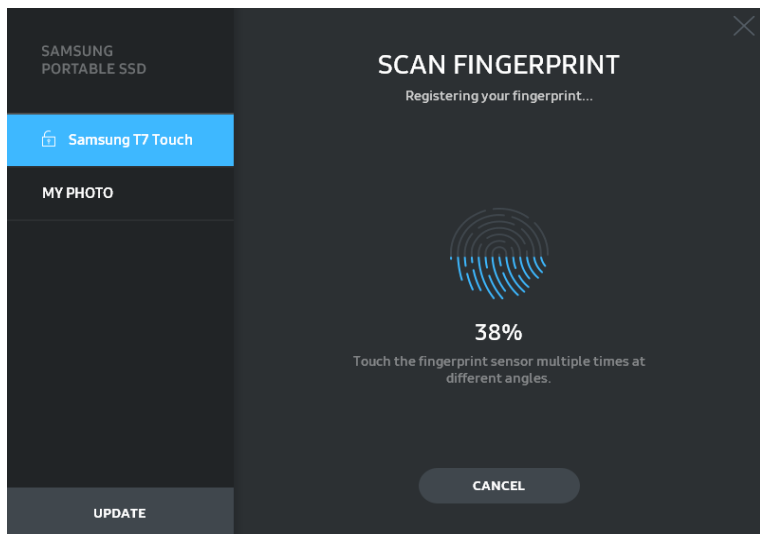 SAMSUNG
PORTABLE SSD
Samsung T7 Touch
MY PHOTO
UPDATE
SCAN FINGERPRINT
Registering your fingerprint...
38%
Touch the fingerprint sensor multiple times at
different angles.
CANCEL